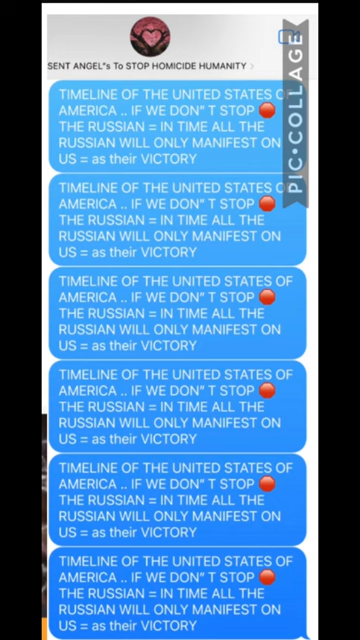 SENT ANGEL"s To STOP HOMICIDE HUMANITY >
PIC•COLLAGE
TIMELINE OF THE UNITED STATES O
AMERICA .. IF WE DON" T STOP 🛑
THE RUSSIAN = IN TIME ALL THE
RUSSIAN WILL ONLY MANIFEST ON
US = as their VICTORY
TIMELINE OF THE UNITED STATES O
AMERICA .. IF WE DON" T STOP 🛑
THE RUSSIAN = IN TIME ALL THE
RUSSIAN WILL ONLY MANIFEST ON
US = as their VICTORY
TIMELINE OF THE UNITED STATES OF
AMERICA .. IF WE DON" T STOP 🛑
THE RUSSIAN = IN TIME ALL THE
RUSSIAN WILL ONLY MANIFEST ON
US = as their VICTORY
TIMELINE OF THE UNITED STATES OF
AMERICA .. IF WE DON" T STOP 🛑
THE RUSSIAN = IN TIME ALL THE
RUSSIAN WILL ONLY MANIFEST ON
US = as their VICTORY
TIMELINE OF THE UNITED STATES OF
AMERICA .. IF WE DON" T STOP 🛑
THE RUSSIAN = IN TIME ALL THE
RUSSIAN WILL ONLY MANIFEST ON
US = as their VICTORY
TIMELINE OF THE UNITED STATES OF
AMERICA .. IF WE DON" T STOP 🛑
THE RUSSIAN = IN TIME ALL THE
RUSSIAN WILL ONLY MANIFEST ON
US = as their VICTORY